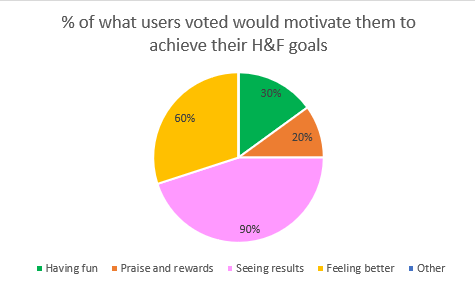 % of what users voted would motivate them to
achieve their H&F goals
30%
20%
60%
90%
Having fun Praise and rewards Seeing results Feeling better Other